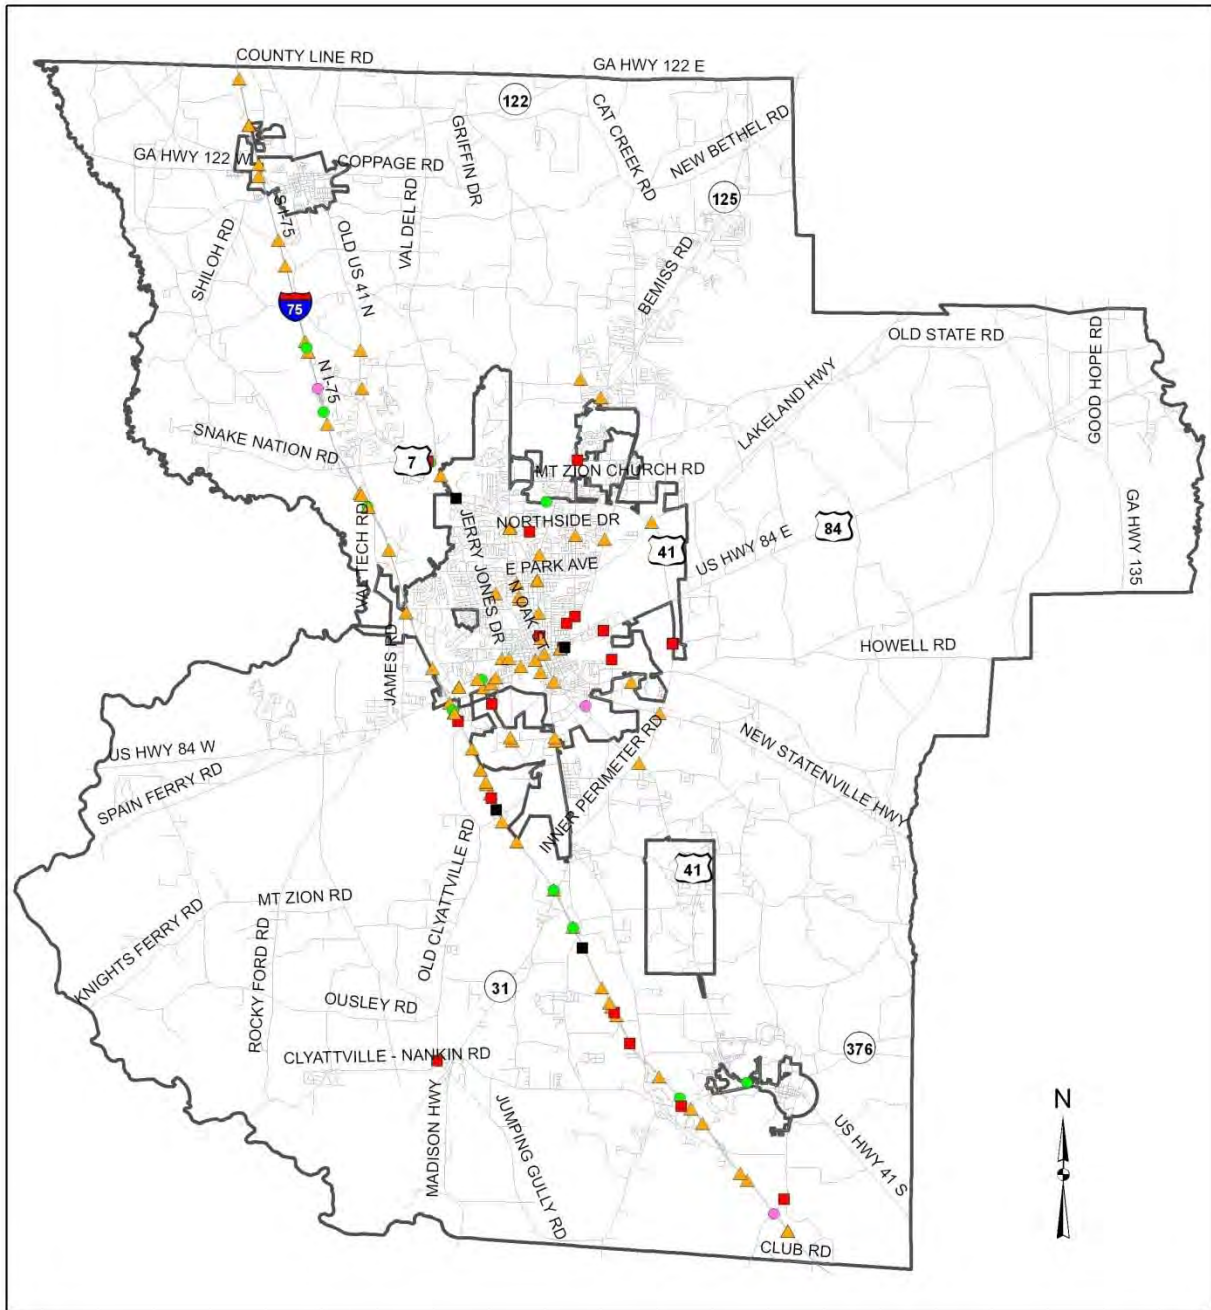 COUNTY LINE RD
GA HWY 122 E
122
CAT CREEK RD
NEW BETHEL RD
GRIFFIN DR
GA HWY 122 W
COPPAGE RD
VAL DEL RD
125
S I-75
SHILOH RD
OLD US 41 N
BEMISS RD
75
OLD STATE RD
GOOD HOPE RD
N I-75
LAKELAND HWY
SNAKE NATION RD
7
MT ZION CHURCH RD
NORTHSIDE DR
JERRY JONES DR
VAL TECH RD
41
US HWY 84 E
84
GA HWY 135
E PARK AVE
N OAK ST
JAMES RD
HOWELL RD
US HWY 84 W
SPAIN FERRY RD
INNER PERIMETER RD
NEW STATENVILLE HWY
OLD CLYATTVILLE RD
41
MT ZION RD
KNIGHTS FERRY RD
ROCKY FORD RD
31
OUSLEY RD
CLYATTVILLE - NANKIN RD
376
MADISON HWY
JUMPING GULLY RD
US HWY 41 S
N
CLUB RD